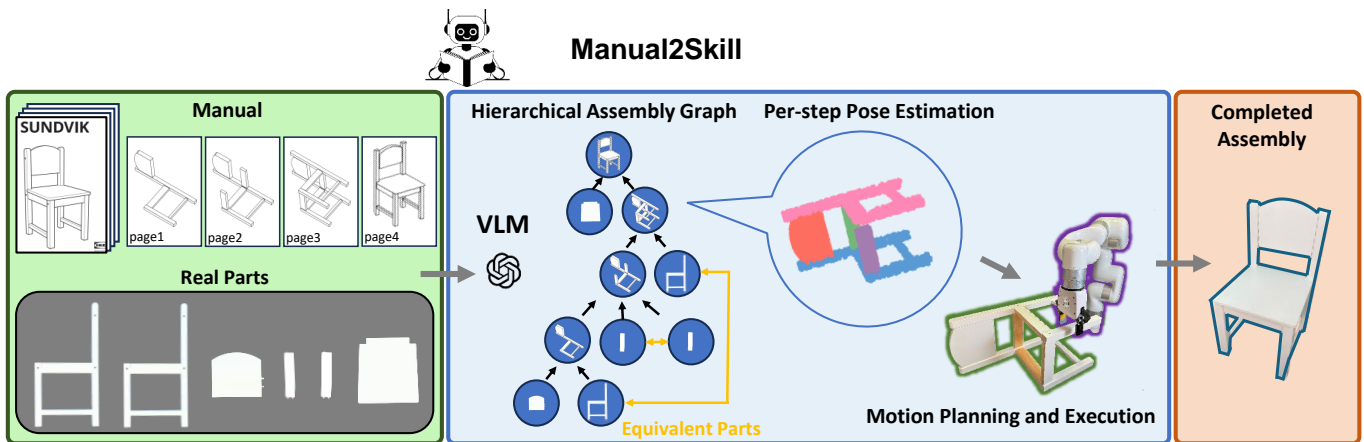 Manual2Skill
Manual
SUNDVIK
page1
page2
page3
page4
Real Parts
VLM
Hierarchical Assembly Graph
Per-step Pose Estimation
Equivalent Parts
Motion Planning and Execution
Completed
Assembly